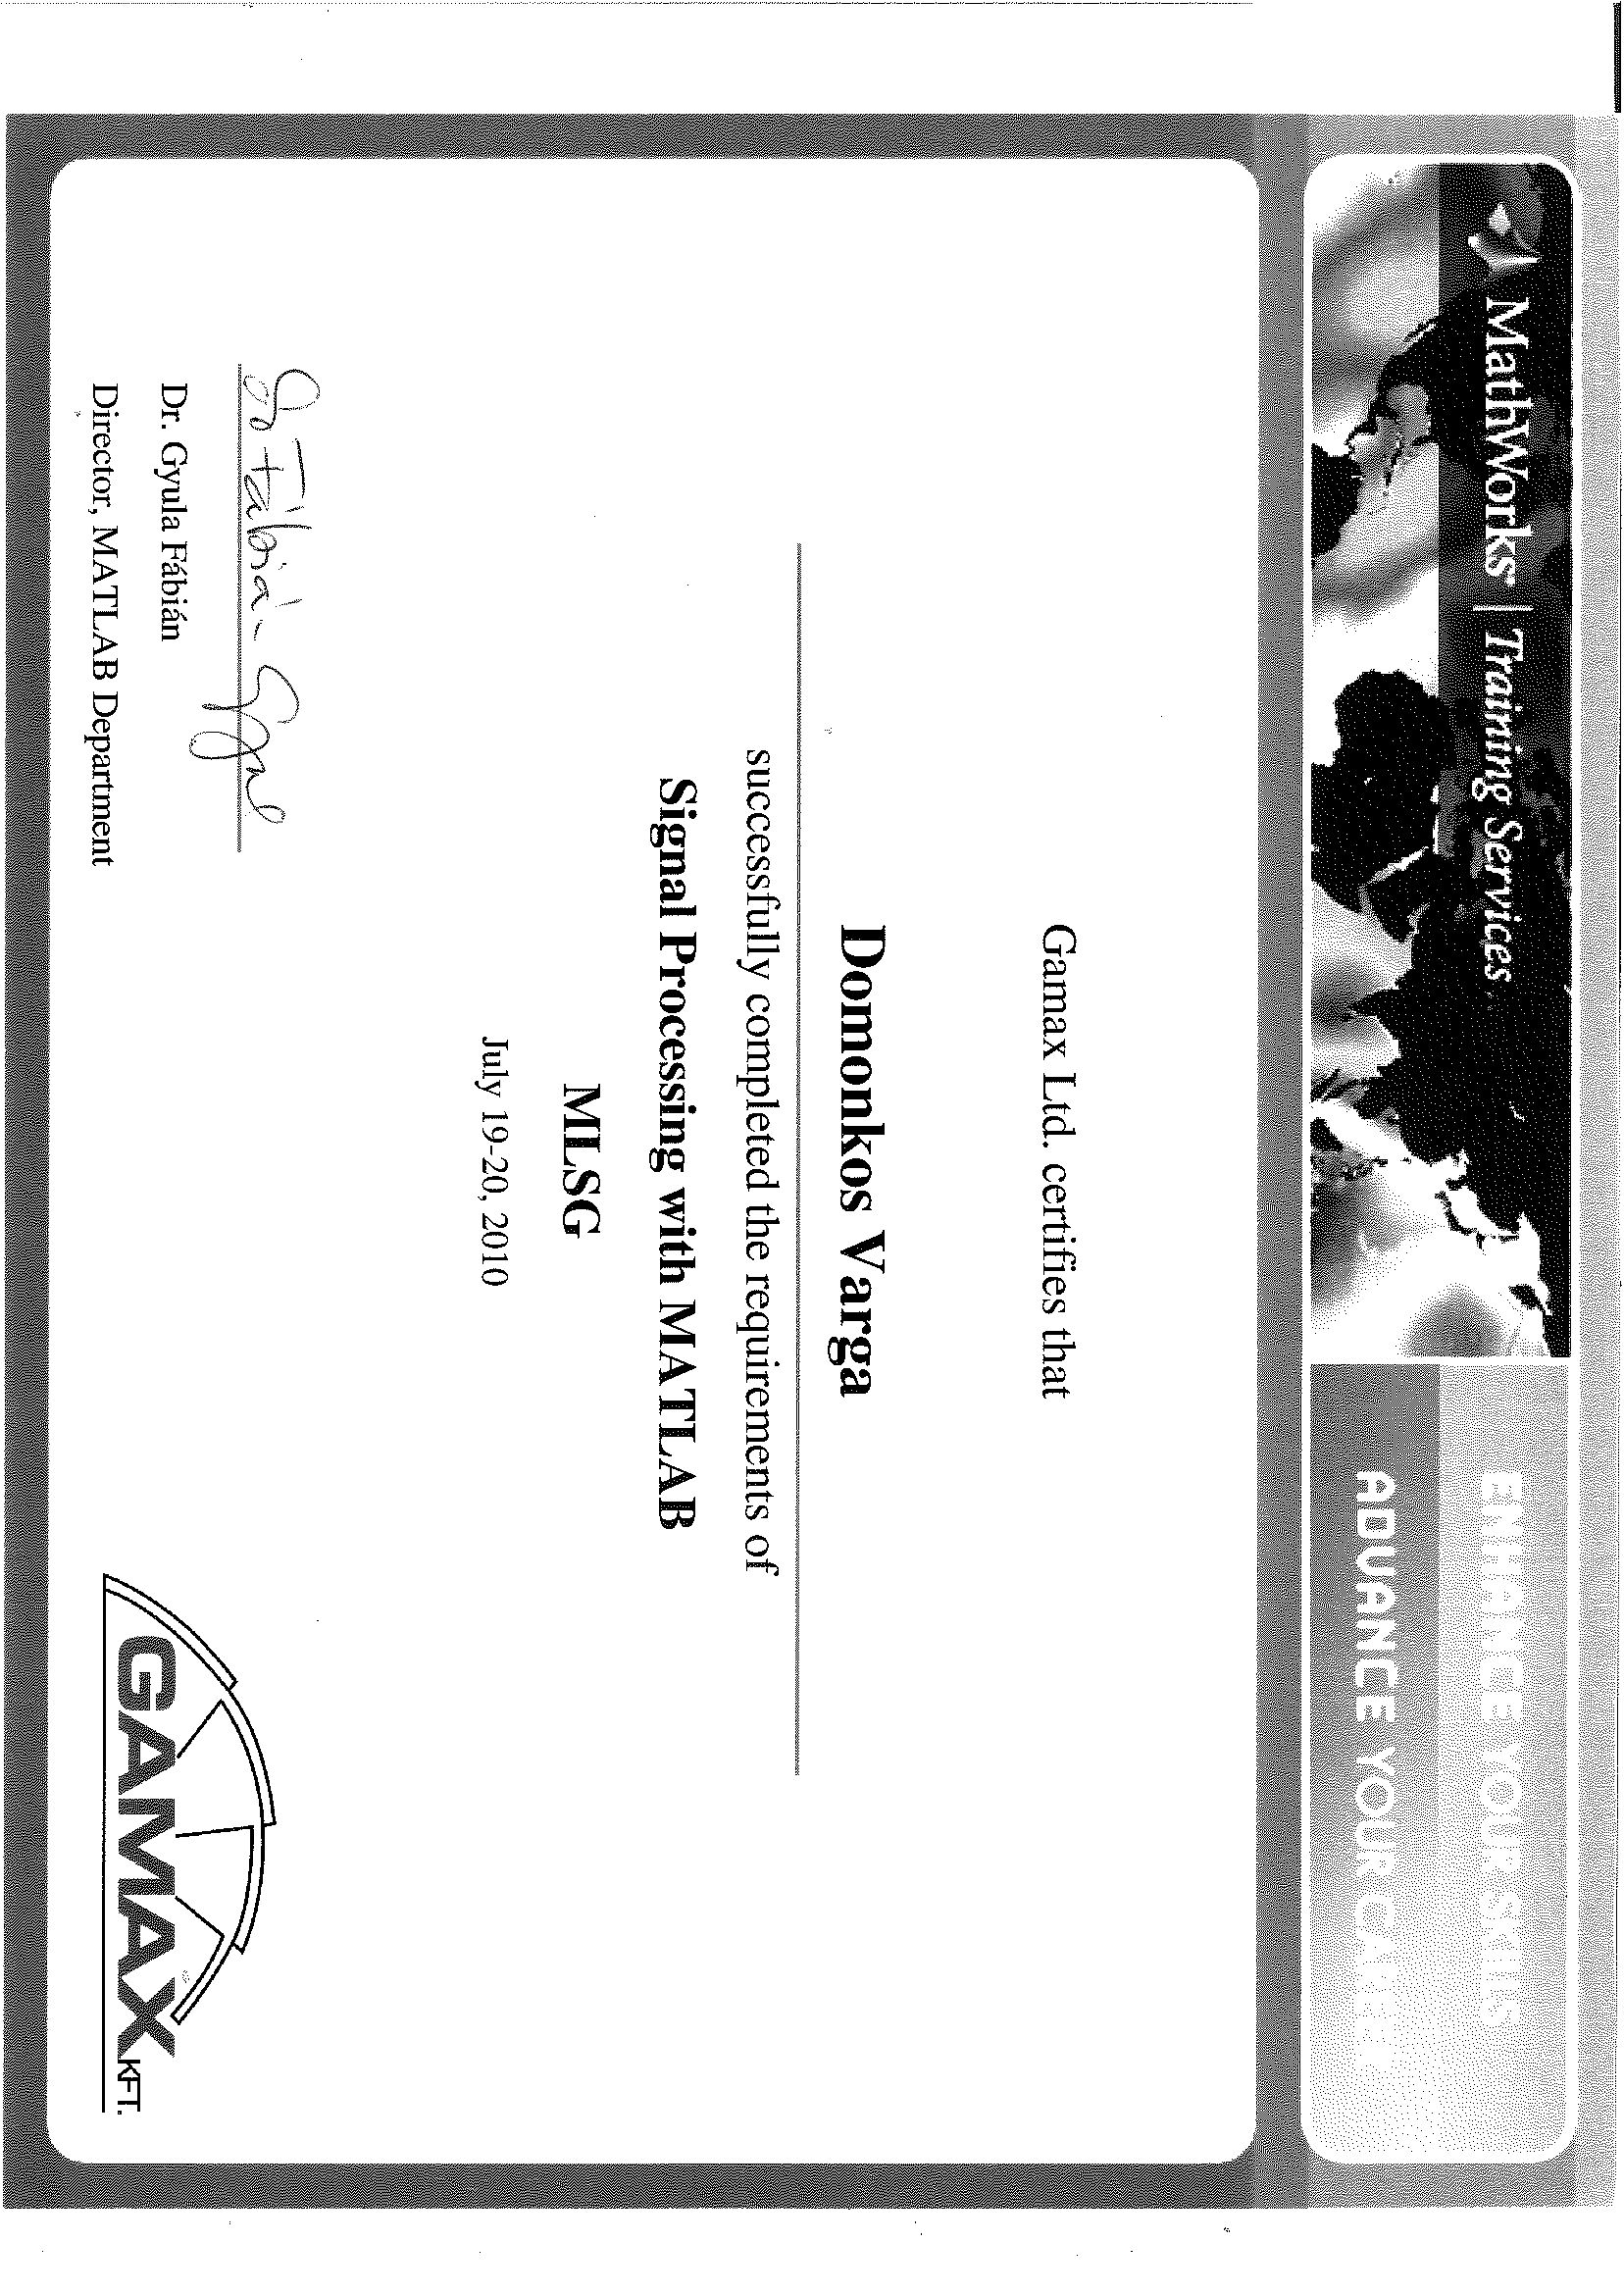 MathWorks | Training Services
ENHANCE YOUR SKILLS
ADVANCE YOUR CAREE
Gamax Ltd. certifies that
Domonkos Varga
successfully completed the requirements of
Signal Processing with MATLAB
MLSG
July 19-20, 2010
Dr Fábián Gyula
Dr. Gyula Fábián
Director, MATLAB Department
GAMAX KFT.